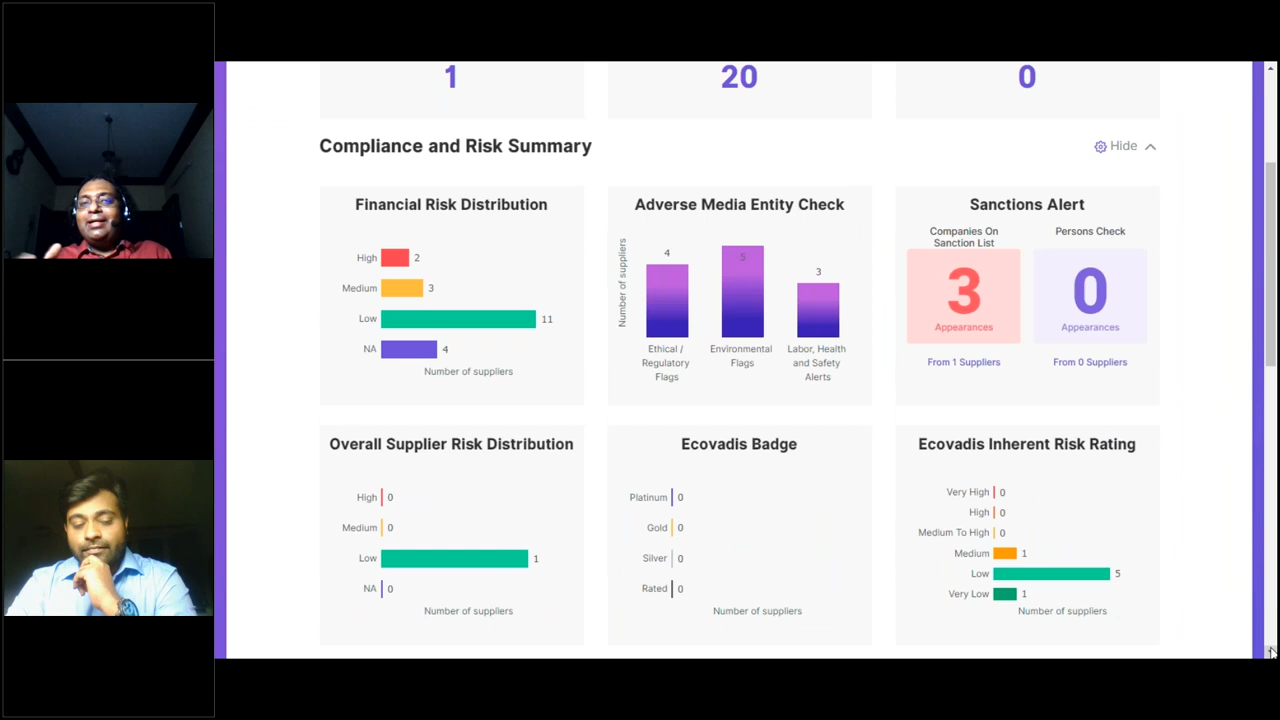 1
20
0
Compliance and Risk Summary
Hide
Financial Risk Distribution
High 2
Medium 3
Low 11
NA 4
Number of suppliers
Adverse Media Entity Check
Number of suppliers
4
5
3
Ethical /
Regulatory
Flags
Environmental
Flags
Labor, Health
and Safety
Alerts
Sanctions Alert
Companies On
Sanction List
3
Appearances
From 1 Suppliers
Persons Check
0
Appearances
From 0 Suppliers
Overall Supplier Risk Distribution
High 0
Medium 0
Low 1
NA 0
Number of suppliers
Ecovadis Badge
Platinum 0
Gold 0
Silver 0
Rated 0
Number of suppliers
Ecovadis Inherent Risk Rating
Very High 0
High 0
Medium To High 0
Medium 1
Low 5
Very Low 1
Number of suppliers